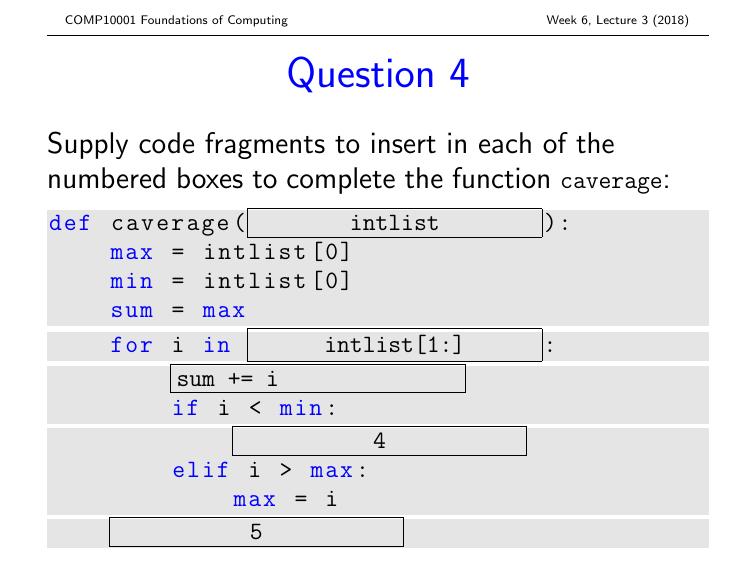 COMP10001 Foundations of Computing Week 6, Lecture 3 (2018)
Question 4
Supply code fragments to insert in each of the
numbered boxes to complete the function caverage:
def caverage( intlist ):
    max = intlist[0]
    min = intlist[0]
    sum = max
    for i in intlist[1:] :
        sum += i
        if i < min:
            4
        elif i > max:
            max = i
    5